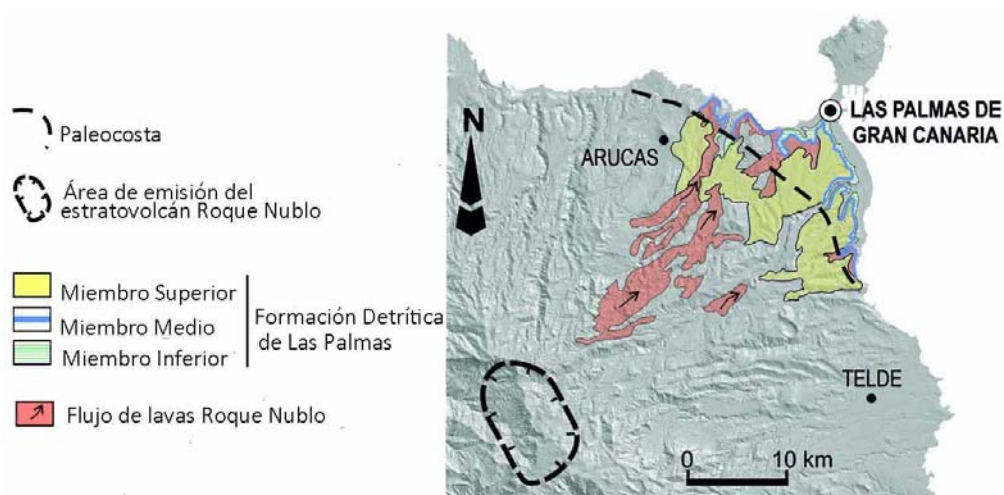 Paleocosta
Área de emisión del
estratovolcán Roque Nublo
Miembro Superior
Miembro Medio
Miembro Inferior
Formación Detrítica
de Las Palmas
Flujo de lavas Roque Nublo
N
ARUCAS
LAS PALMAS DE
GRAN CANARIA
TELDE
0 10 km